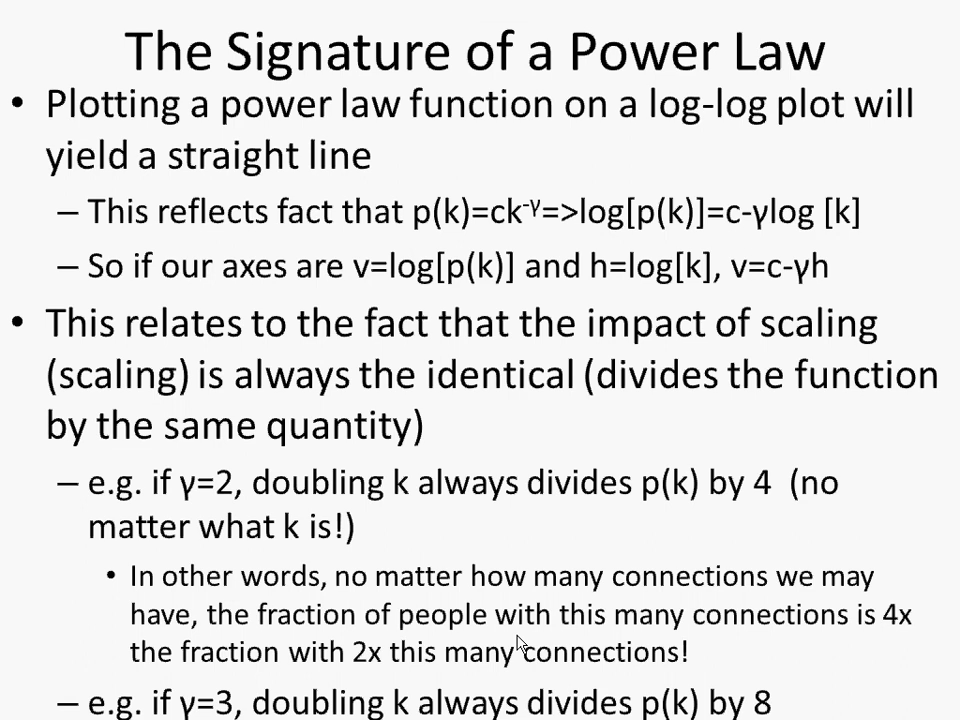 The Signature of a Power Law
• Plotting a power law function on a log-log plot will
yield a straight line
– This reflects fact that p(k)=ck⁻ᵞ=>log[p(k)]=c-γlog [k]
– So if our axes are v=log[p(k)] and h=log[k], v=c-γh
• This relates to the fact that the impact of scaling
(scaling) is always the identical (divides the function
by the same quantity)
– e.g. if γ=2, doubling k always divides p(k) by 4 (no
matter what k is!)
• In other words, no matter how many connections we may
have, the fraction of people with this many connections is 4x
the fraction with 2x this many connections!
– e.g. if γ=3, doubling k always divides p(k) by 8